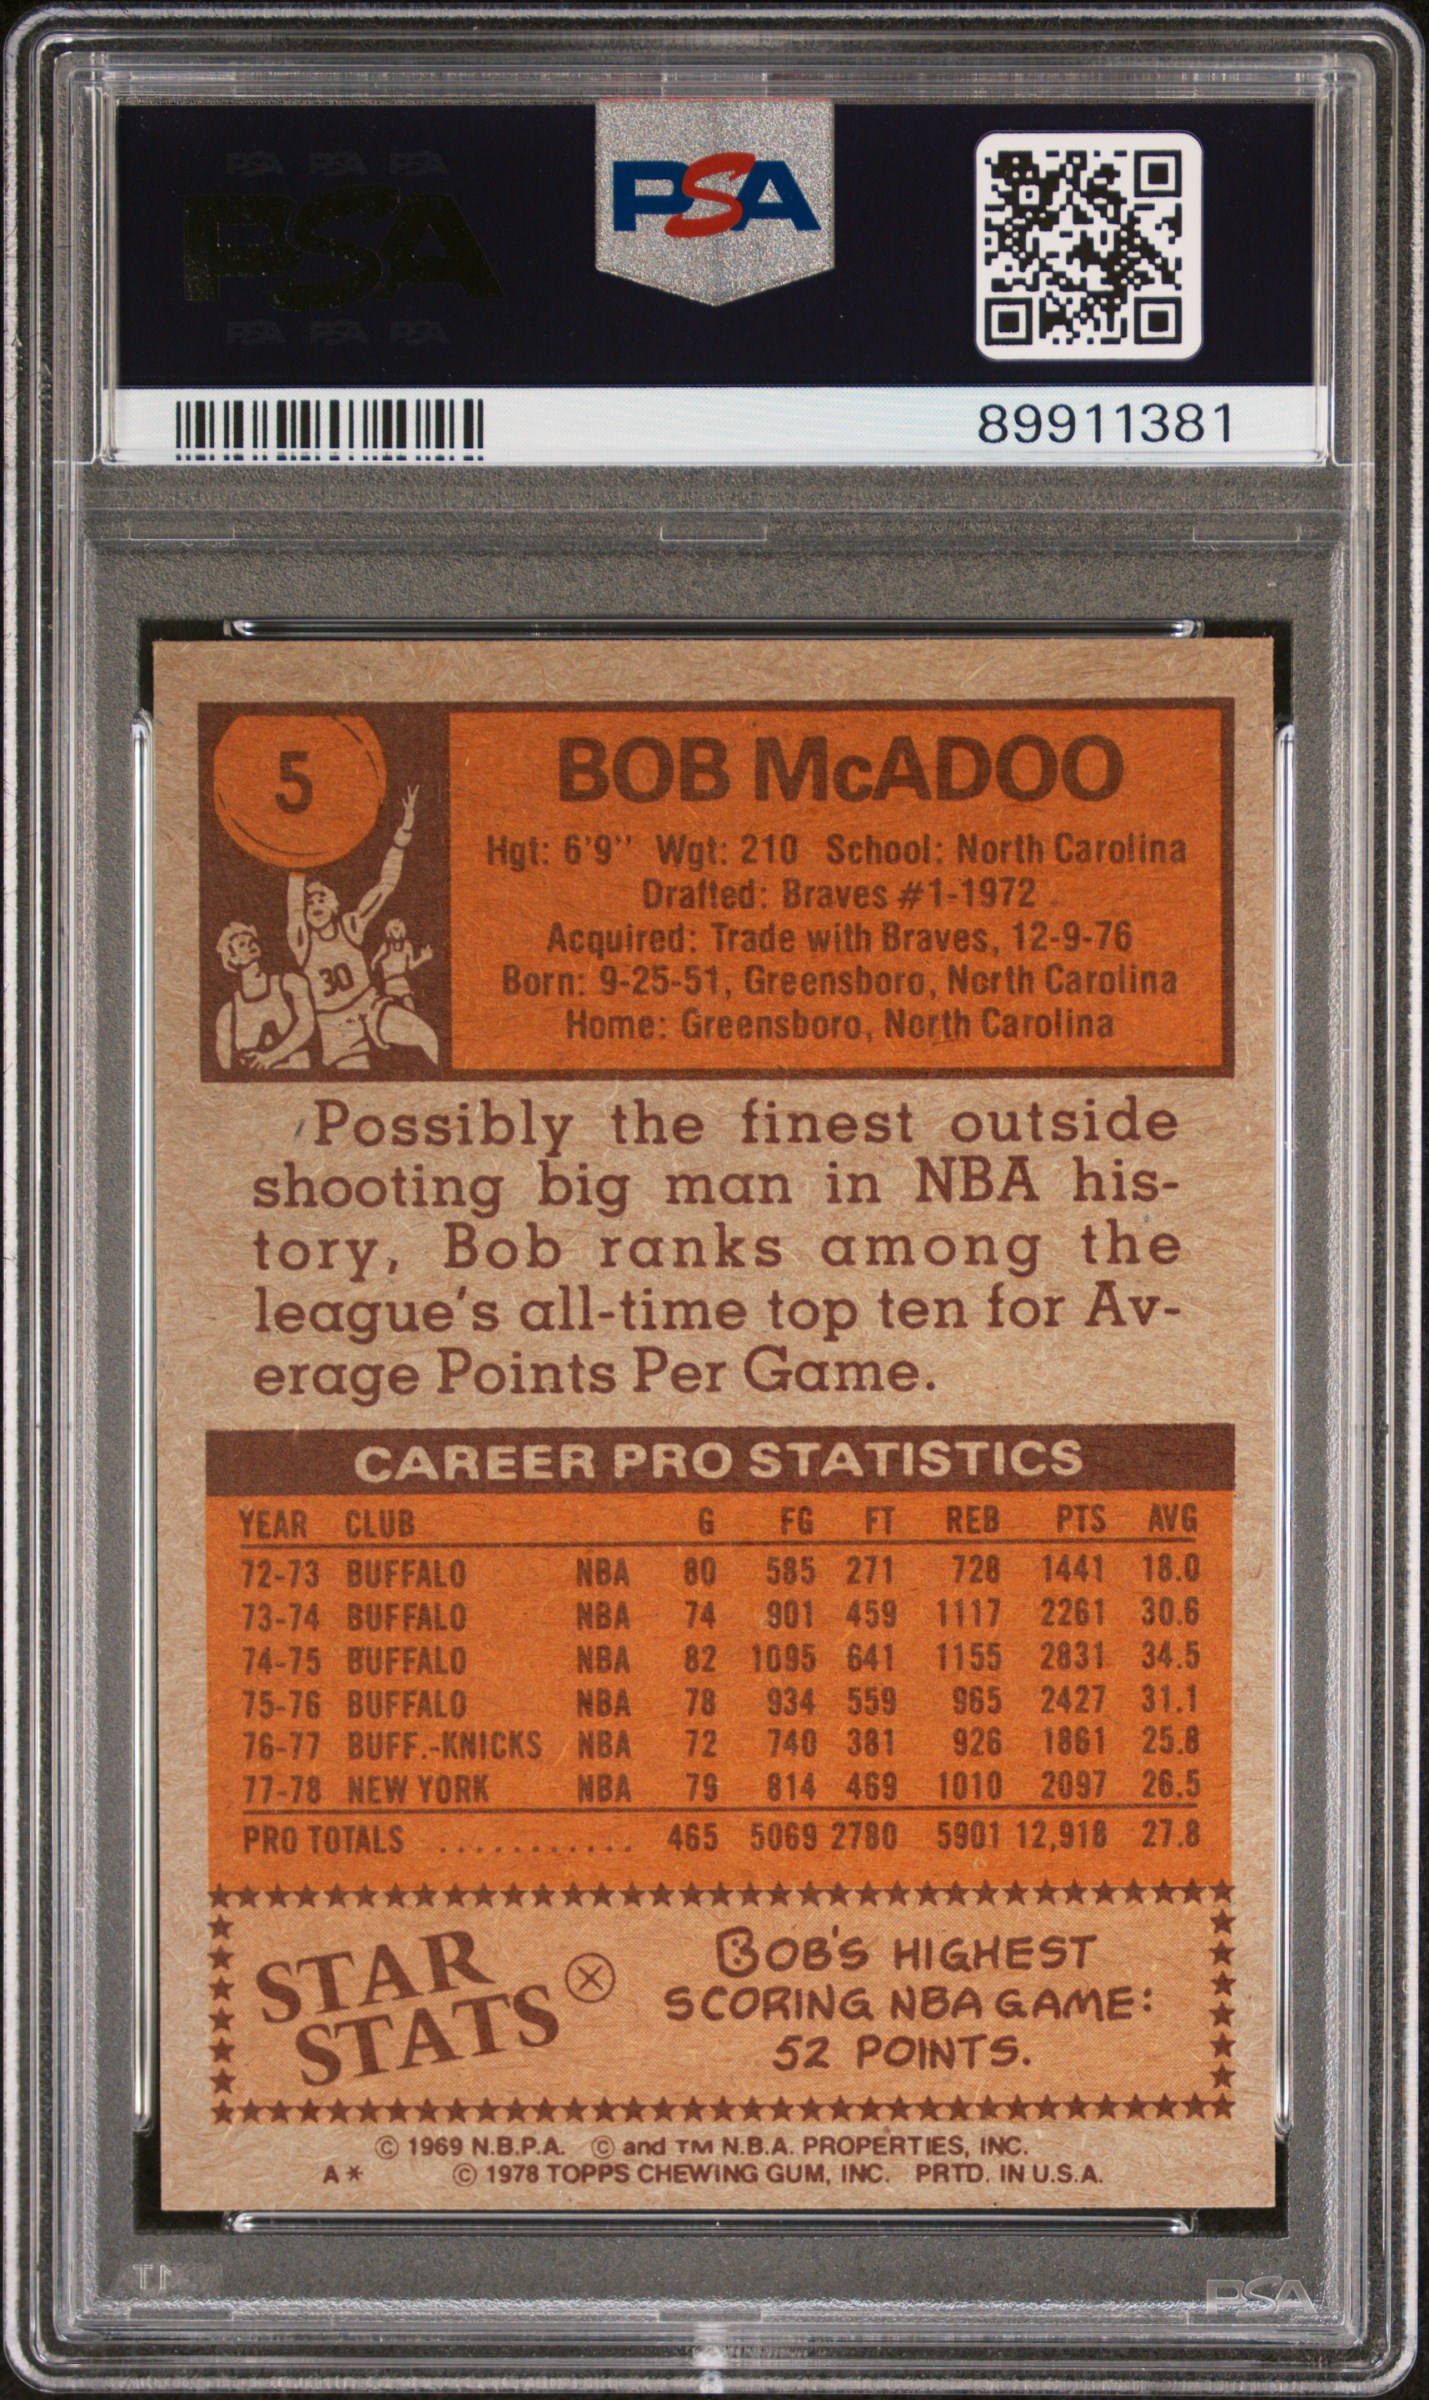 PSA PSA PSA
PSA
PSA PSA PSA
PSA
89911381
5
30
BOB McADOO
Hgt: 6'9" Wgt: 210 School: North Carolina
Drafted: Braves #1-1972
Acquired: Trade with Braves, 12-9-76
Born: 9-25-51, Greensboro, North Carolina
Home: Greensboro, North Carolina
Possibly the finest outside
shooting big man in NBA his-
tory, Bob ranks among the
league's all-time top ten for Av-
erage Points Per Game.
CAREER PRO STATISTICS
YEAR CLUB G FG FT REB PTS AVG
72-73 BUFFALO NBA 80 585 271 728 1441 18.0
73-74 BUFFALO NBA 74 901 459 1117 2261 30.6
74-75 BUFFALO NBA 82 1095 641 1155 2831 34.5
75-76 BUFFALO NBA 78 934 559 965 2427 31.1
76-77 BUFF.-KNICKS NBA 72 740 381 926 1861 25.8
77-78 NEW YORK NBA 79 814 469 1010 2097 26.5
PRO TOTALS ........... 465 5069 2780 5901 12,918 27.8
STAR
STATS
BOB'S HIGHEST
SCORING NBA GAME:
52 POINTS.
© 1969 N.B.P.A. © and TM N.B.A. PROPERTIES, INC.
A* © 1978 TOPPS CHEWING GUM, INC. PRTD. IN U.S.A.
PSA